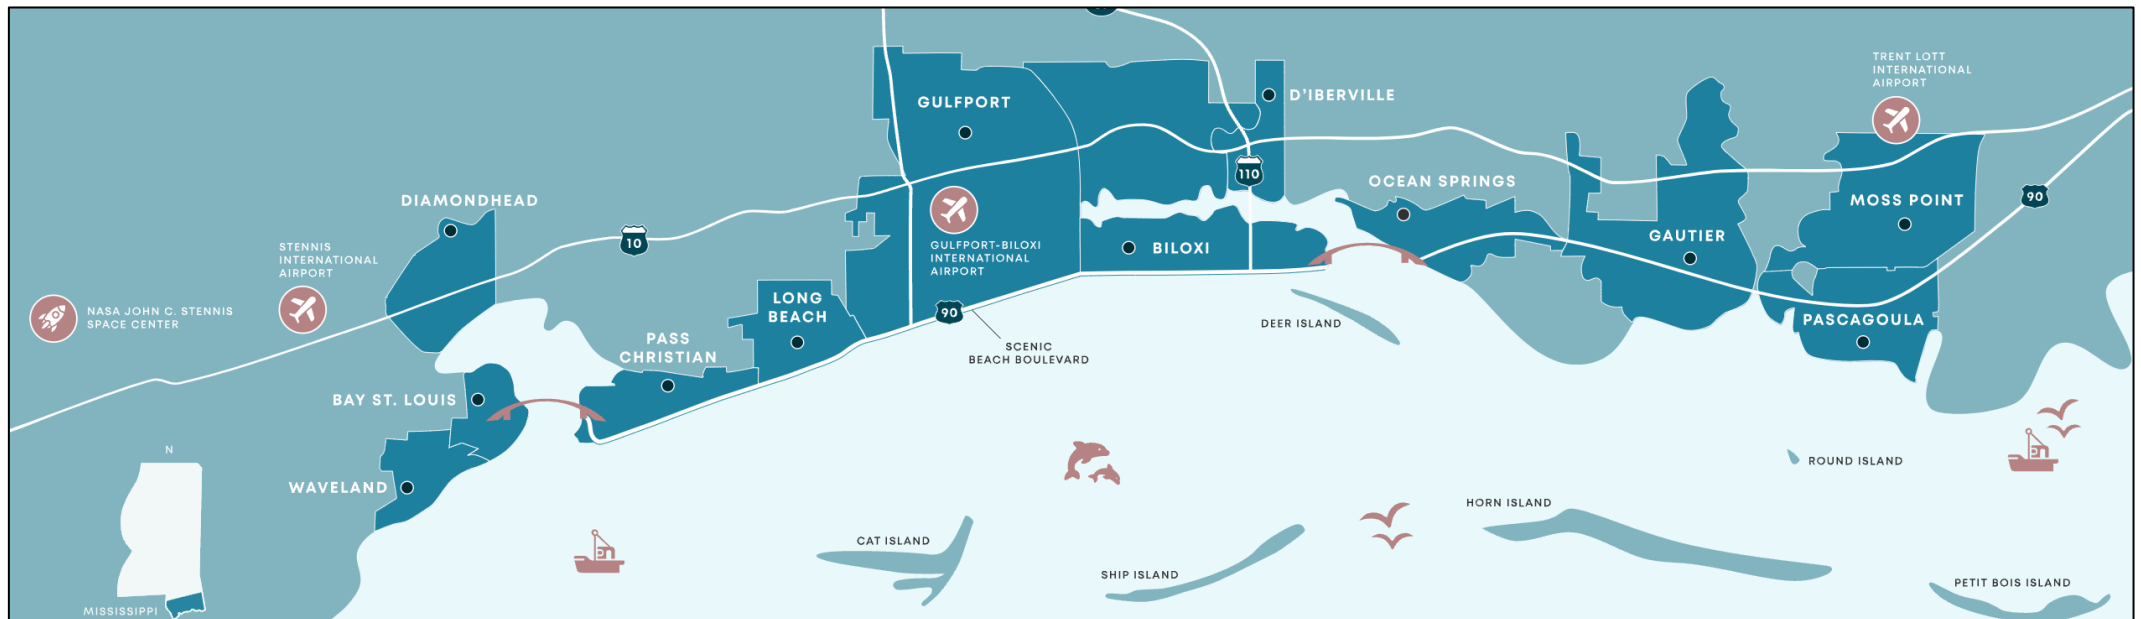 TRENT LOTT
INTERNATIONAL
AIRPORT
GULFPORT
D'IBERVILLE
110
OCEAN SPRINGS
DIAMONDHEAD
MOSS POINT
90
10
GAUTIER
STENNIS
INTERNATIONAL
AIRPORT
GULFPORT-BILOXI
INTERNATIONAL
AIRPORT
BILOXI
NASA JOHN C. STENNIS
SPACE CENTER
LONG
BEACH
90
DEER ISLAND
PASCAGOULA
PASS
CHRISTIAN
SCENIC
BEACH BOULEVARD
BAY ST. LOUIS
N
ROUND ISLAND
WAVELAND
HORN ISLAND
CAT ISLAND
SHIP ISLAND
PETIT BOIS ISLAND
MISSISSIPPI